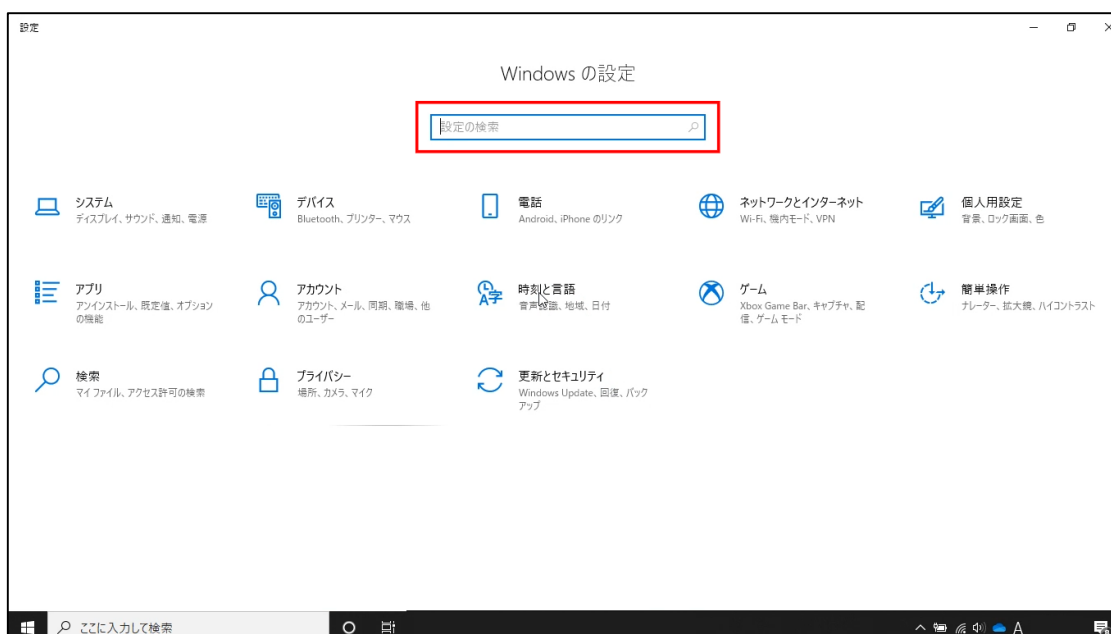 設定
Windows の設定
設定の検索
システム
ディスプレイ、サウンド、通知、電源
デバイス
Bluetooth、プリンター、マウス
電話
Android、iPhone のリンク
ネットワークとインターネット
Wi-Fi、機内モード、VPN
個人用設定
背景、ロック画面、色
アプリ
アンインストール、既定値、オプション
の機能
アカウント
アカウント、メール、同期、職場、他
のユーザー
時刻と言語
音声認識、地域、日付
ゲーム
Xbox Game Bar、キャプチャ、配
信、ゲーム モード
簡単操作
ナレーター、拡大鏡、ハイコントラスト
検索
マイ ファイル、アクセス許可の検索
プライバシー
場所、カメラ、マイク
更新とセキュリティ
Windows Update、回復、バック
アップ
ここに入力して検索
A